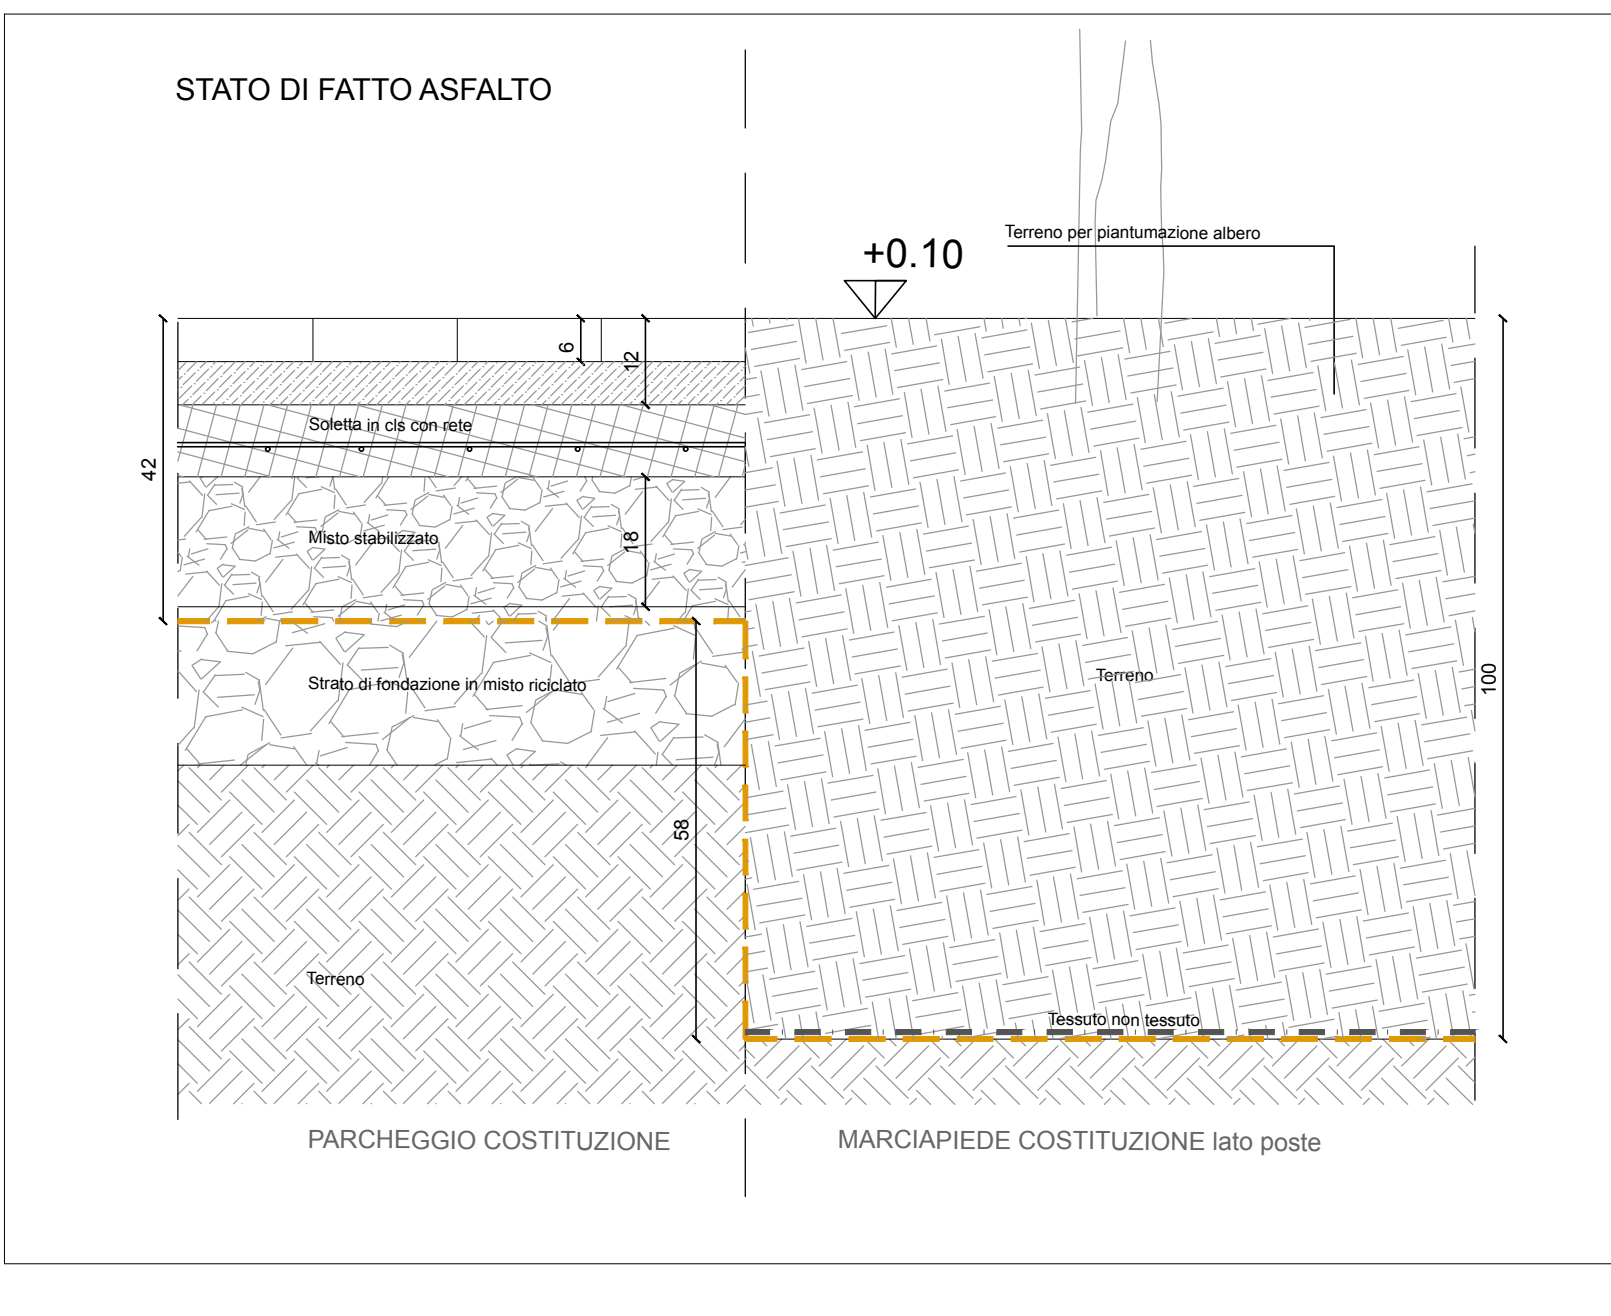 STATO DI FATTO ASFALTO
Terreno per piantumazione albero
+0.10
6
12
Soletta in cls con rete
42
Misto stabilizzato
18
Strato di fondazione in misto riciclato
Terreno
100
58
Terreno
Tessuto non tessuto
PARCHEGGIO COSTITUZIONE
MARCIAPIEDE COSTITUZIONE lato poste